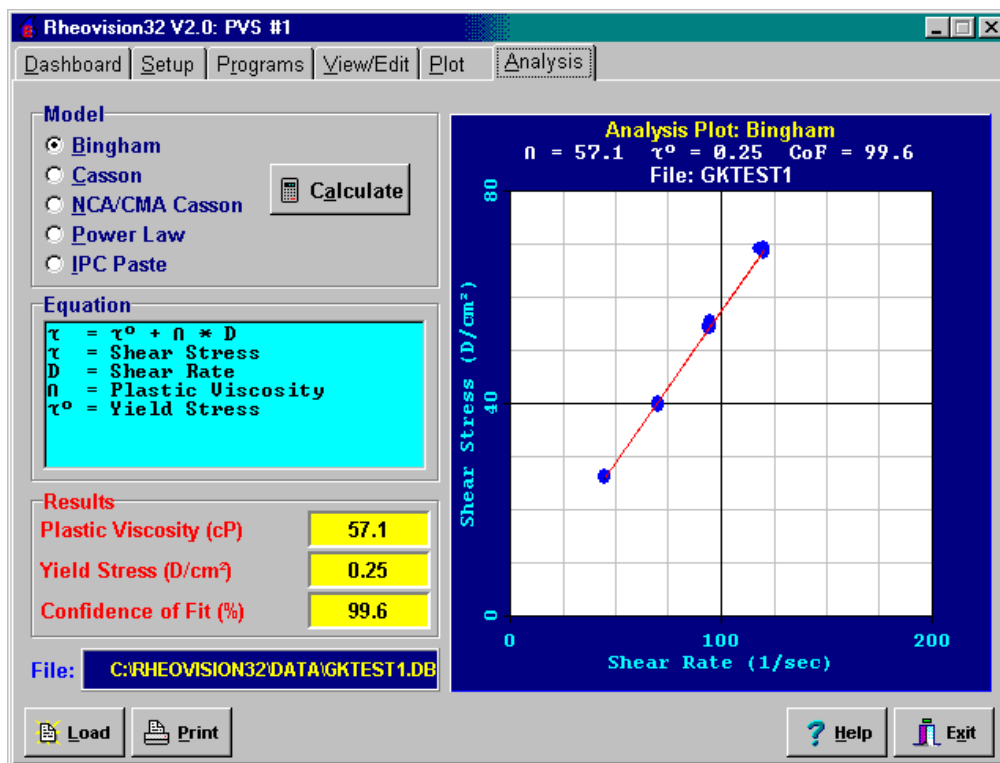 Rheovision32 V2.0: PVS #1
Dashboard Setup Programs View/Edit Plot Analysis
Model
Bingham
Casson
NCA/CMA Casson
Power Law
IPC Paste
Calculate
Equation
τ = τº + η * D
τ = Shear Stress
D = Shear Rate
η = Plastic Viscosity
τº = Yield Stress
Results
Plastic Viscosity (cP) 57.1
Yield Stress (D/cm²) 0.25
Confidence of Fit (%) 99.6
File: C:\RHEOVISION32\DATA\GKTEST1.DB
Analysis Plot: Bingham
η = 57.1 τº = 0.25 CoF = 99.6
File: GKTEST1
80
40
0
Shear Stress (D/cm²)
0 100 200
Shear Rate (1/sec)
Load Print Help Exit